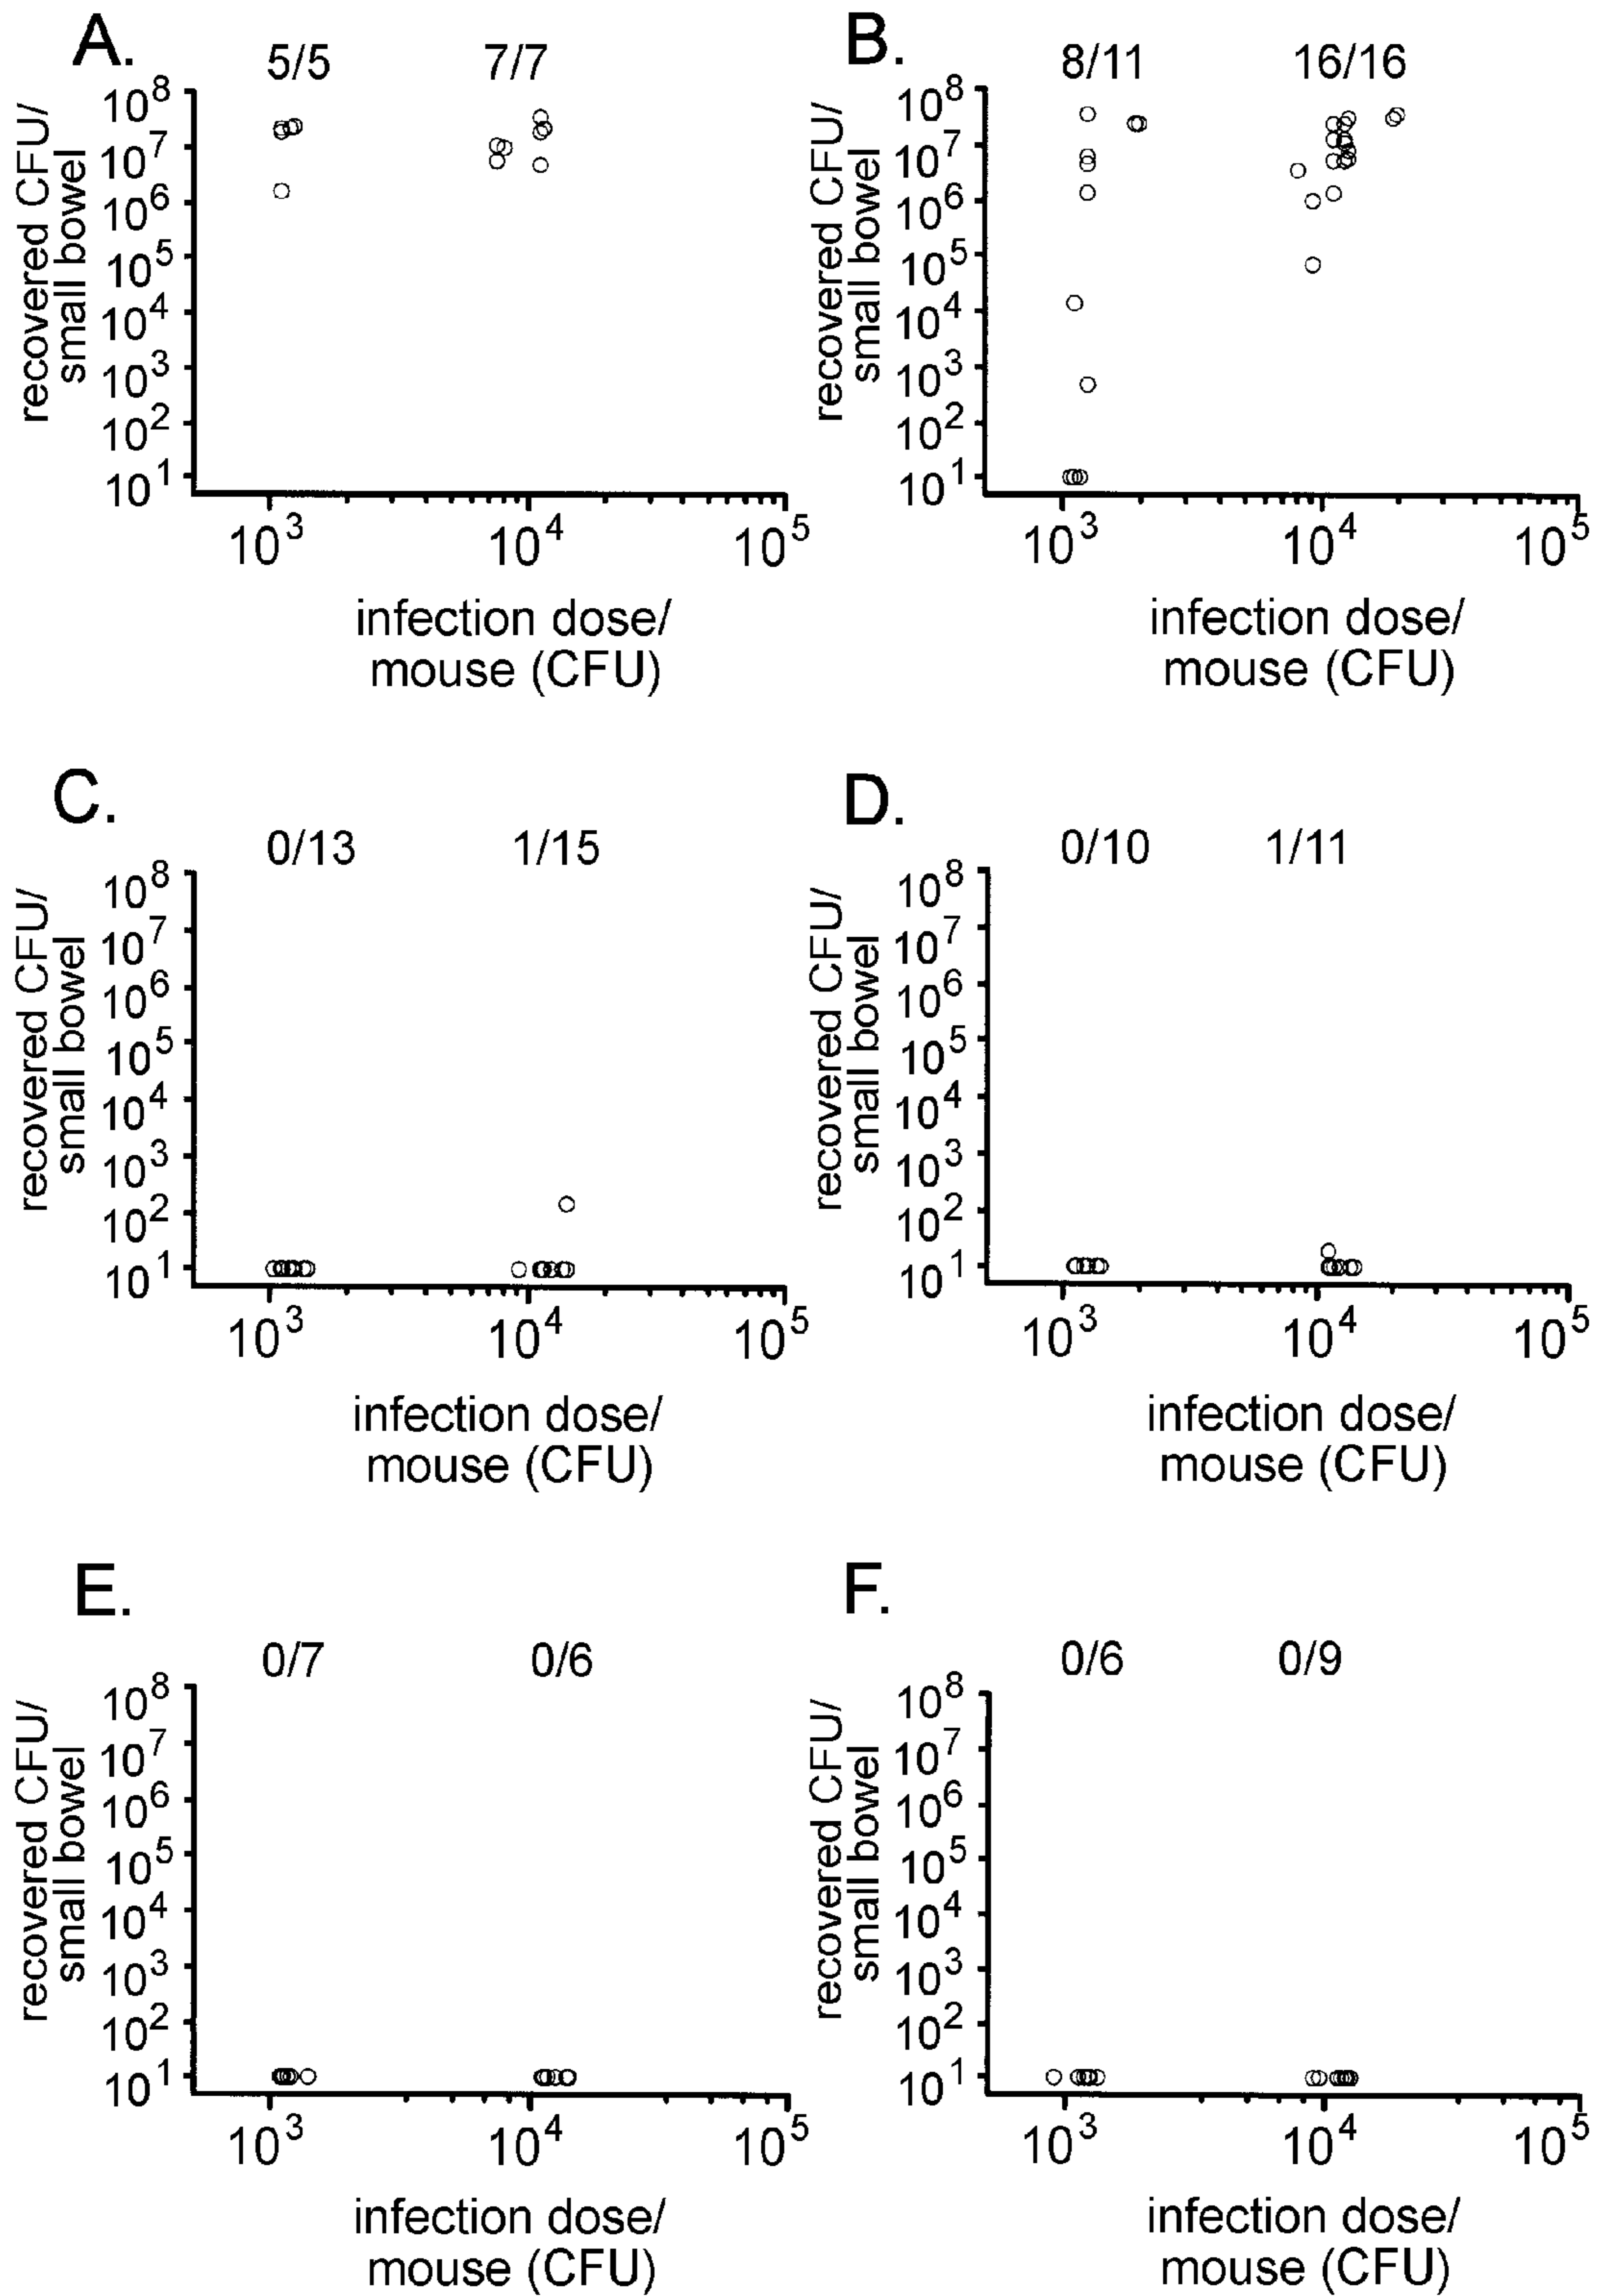 A.
5/5 7/7
recovered CFU/
small bowel
10^8
10^7
10^6
10^5
10^4
10^3
10^2
10^1
10^3 10^4 10^5
infection dose/
mouse (CFU)
B.
8/11 16/16
recovered CFU/
small bowel
10^8
10^7
10^6
10^5
10^4
10^3
10^2
10^1
10^3 10^4 10^5
infection dose/
mouse (CFU)
C.
0/13 1/15
recovered CFU/
small bowel
10^8
10^7
10^6
10^5
10^4
10^3
10^2
10^1
10^3 10^4 10^5
infection dose/
mouse (CFU)
D.
0/10 1/11
recovered CFU/
small bowel
10^8
10^7
10^6
10^5
10^4
10^3
10^2
10^1
10^3 10^4 10^5
infection dose/
mouse (CFU)
E.
0/7 0/6
recovered CFU/
small bowel
10^8
10^7
10^6
10^5
10^4
10^3
10^2
10^1
10^3 10^4 10^5
infection dose/
mouse (CFU)
F.
0/6 0/9
recovered CFU/
small bowel
10^8
10^7
10^6
10^5
10^4
10^3
10^2
10^1
10^3 10^4 10^5
infection dose/
mouse (CFU)